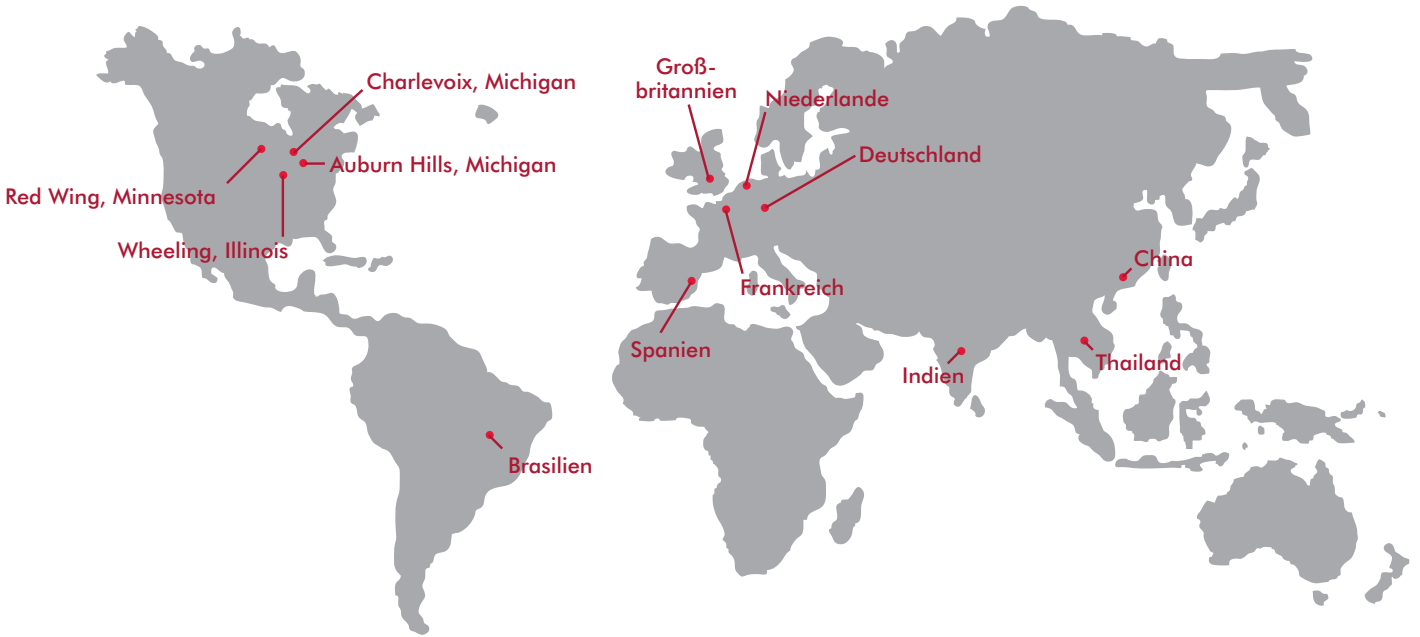 Charlevoix, Michigan
Auburn Hills, Michigan
Red Wing, Minnesota
Wheeling, Illinois
Brasilien
Groß-
britannien
Niederlande
Deutschland
Frankreich
Spanien
China
Thailand
Indien